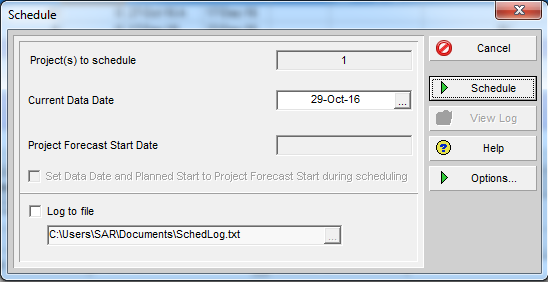 Schedule
Project(s) to schedule 1
Current Data Date 29-Oct-16 ...
Project Forecast Start Date
Set Data Date and Planned Start to Project Forecast Start during scheduling
Log to file
C:\Users\SAR\Documents\SchedLog.txt ...
Cancel
Schedule
View Log
Help
Options...